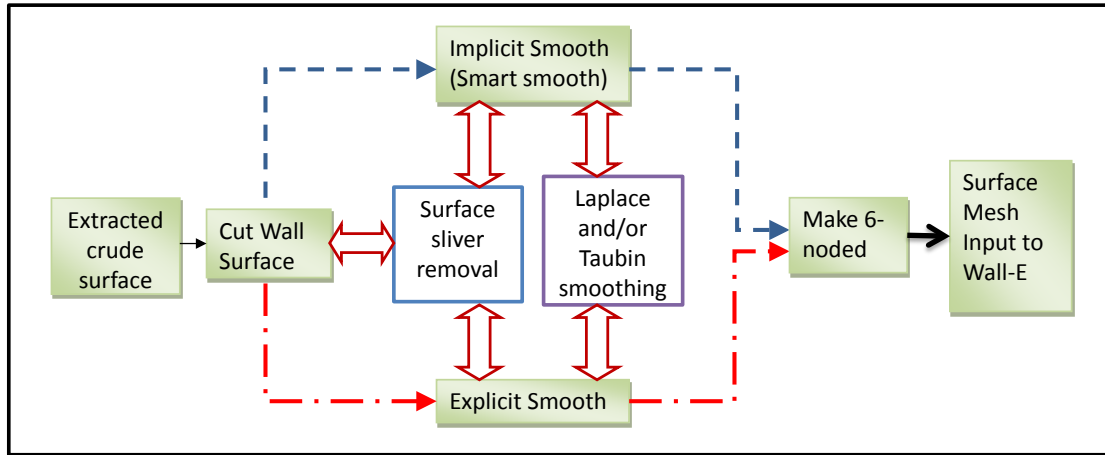 Implicit Smooth
(Smart smooth)
Extracted
crude
surface
Cut Wall
Surface
Surface
sliver
removal
Laplace
and/or
Taubin
smoothing
Make 6-
noded
Surface
Mesh
Input to
Wall-E
Explicit Smooth